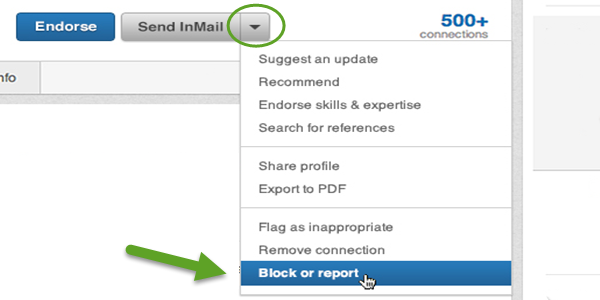 Endorse
Send InMail
500+
connections
nfo
Suggest an update
Recommend
Endorse skills & expertise
Search for references
Share profile
Export to PDF
Flag as inappropriate
Remove connection
Block or report